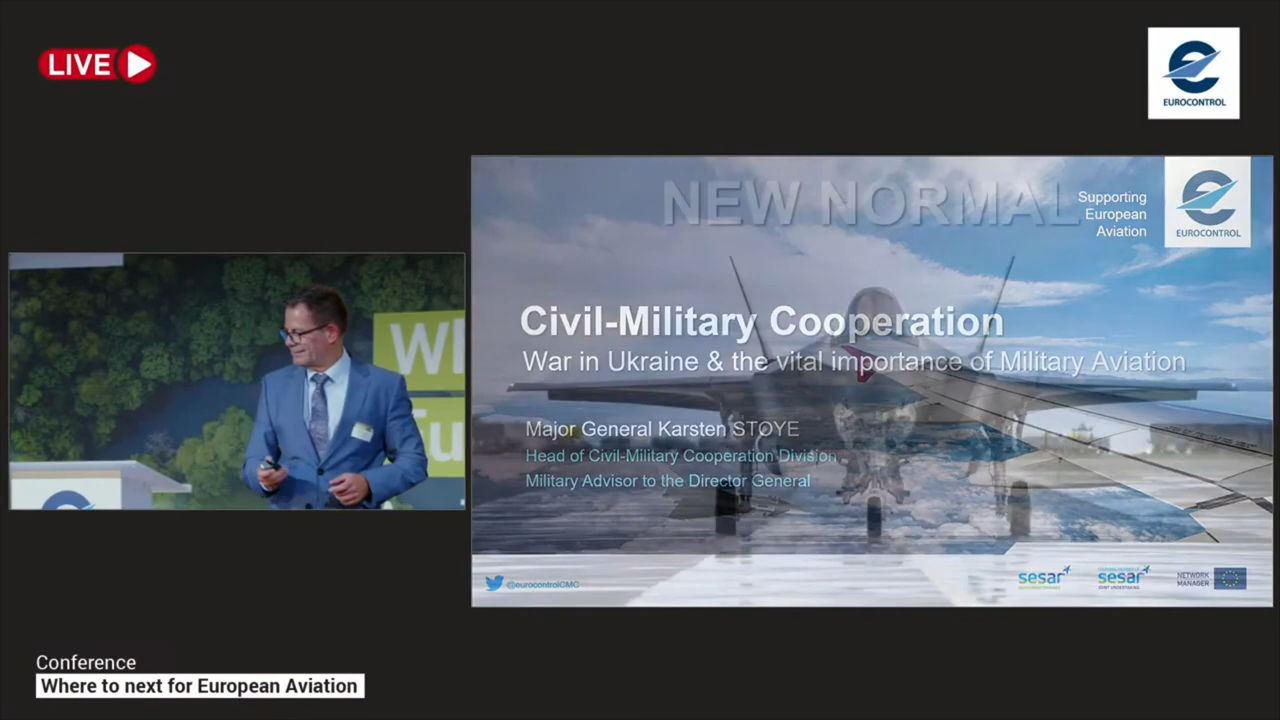 LIVE
EUROCONTROL
NEW NORMAL
Supporting
European
Aviation
EUROCONTROL
Civil-Military Cooperation
War in Ukraine & the vital importance of Military Aviation
Major General Karsten STOYE
Head of Civil-Military Cooperation Division
Military Advisor to the Director General
@eurocontrolCMC
sesar
sesar
JOINT UNDERTAKING
NETWORK
MANAGER
Conference
Where to next for European Aviation